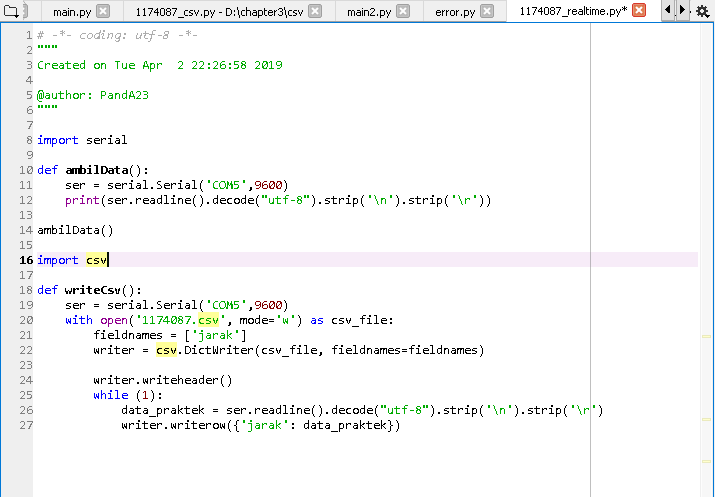 main.py
1174087_csv.py - D:\chapter3\csv
main2.py
error.py
1174087_realtime.py*
1 # -*- coding: utf-8 -*-
2 """
3 Created on Tue Apr  2 22:26:58 2019
4
5 @author: PandA23
6 """
7
8 import serial
9
10 def ambilData():
11     ser = serial.Serial('COM5',9600)
12     print(ser.readline().decode("utf-8").strip('\n').strip('\r'))
13
14 ambilData()
15
16 import csv
17
18 def writeCsv():
19     ser = serial.Serial('COM5',9600)
20     with open('1174087.csv', mode='w') as csv_file:
21         fieldnames = ['jarak']
22         writer = csv.DictWriter(csv_file, fieldnames=fieldnames)
23
24         writer.writeheader()
25         while (1):
26             data_praktek = ser.readline().decode("utf-8").strip('\n').strip('\r')
27             writer.writerow({'jarak': data_praktek})